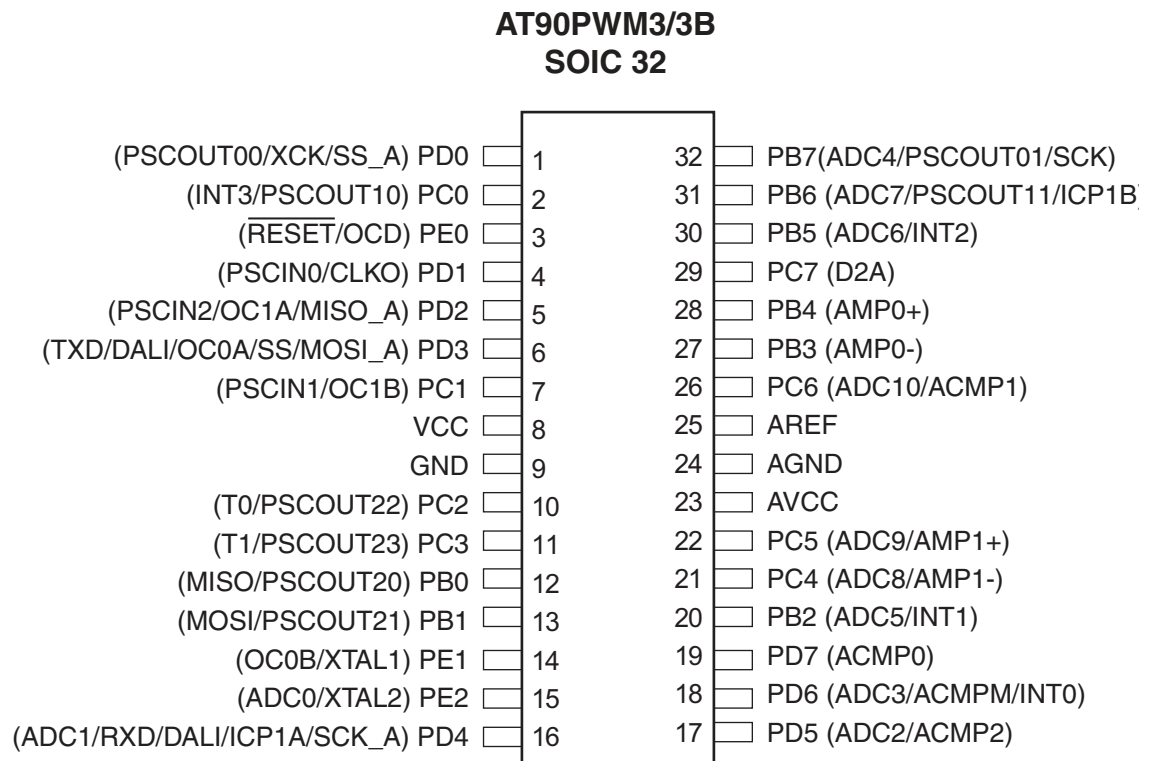 AT90PWM3/3B
SOIC 32
(PSCOUT00/XCK/SS_A) PD0 1 32 PB7(ADC4/PSCOUT01/SCK)
(INT3/PSCOUT10) PC0 2 31 PB6 (ADC7/PSCOUT11/ICP1B)
(RESET/OCD) PE0 3 30 PB5 (ADC6/INT2)
(PSCIN0/CLKO) PD1 4 29 PC7 (D2A)
(PSCIN2/OC1A/MISO_A) PD2 5 28 PB4 (AMP0+)
(TXD/DALI/OC0A/SS/MOSI_A) PD3 6 27 PB3 (AMP0-)
(PSCIN1/OC1B) PC1 7 26 PC6 (ADC10/ACMP1)
VCC 8 25 AREF
GND 9 24 AGND
(T0/PSCOUT22) PC2 10 23 AVCC
(T1/PSCOUT23) PC3 11 22 PC5 (ADC9/AMP1+)
(MISO/PSCOUT20) PB0 12 21 PC4 (ADC8/AMP1-)
(MOSI/PSCOUT21) PB1 13 20 PB2 (ADC5/INT1)
(OC0B/XTAL1) PE1 14 19 PD7 (ACMP0)
(ADC0/XTAL2) PE2 15 18 PD6 (ADC3/ACMPM/INT0)
(ADC1/RXD/DALI/ICP1A/SCK_A) PD4 16 17 PD5 (ADC2/ACMP2)